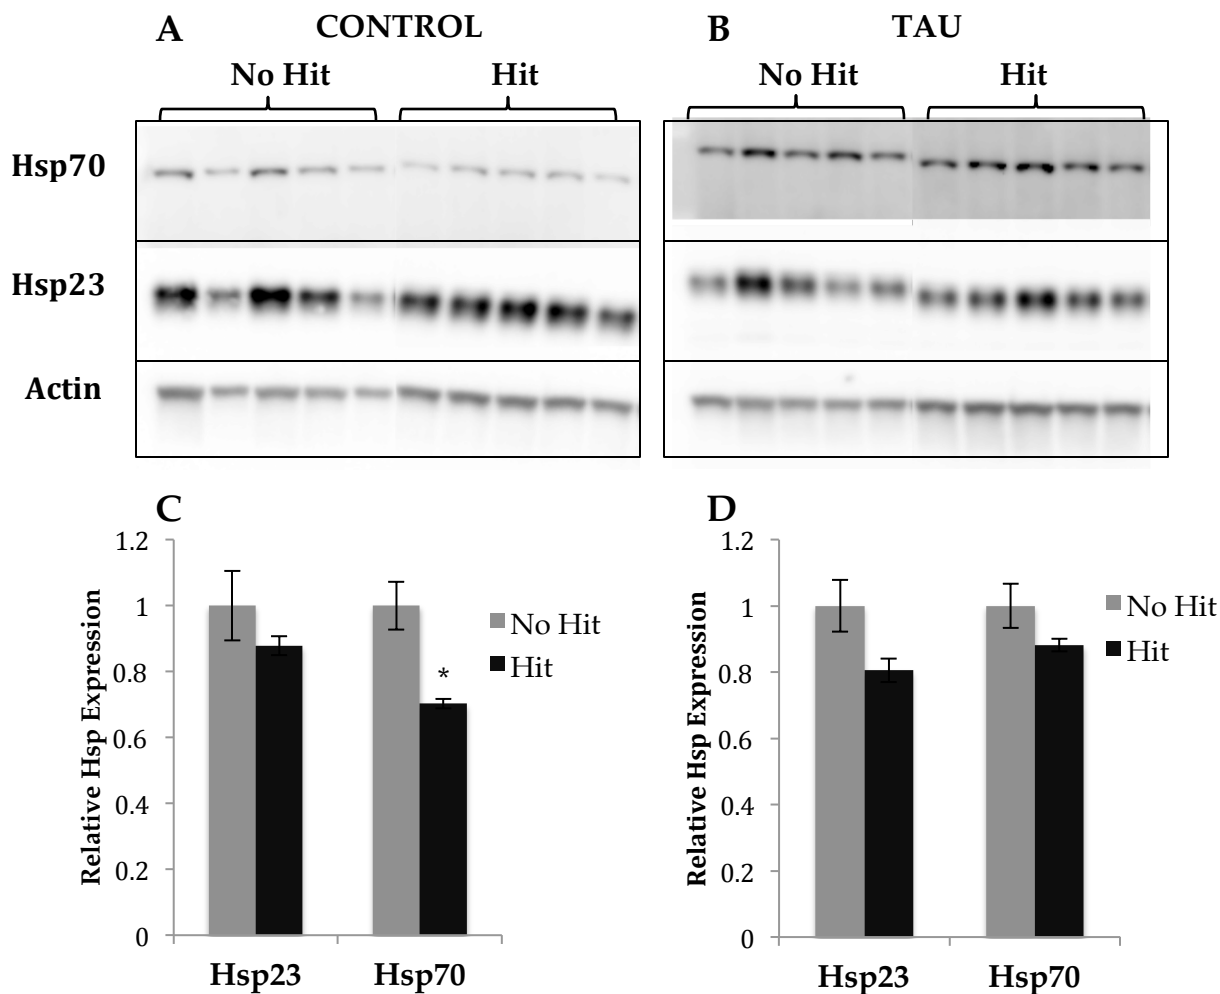 A CONTROL
No Hit Hit
B TAU
No Hit Hit
Hsp70
Hsp23
Actin
C
1.2
1
0.8
0.6
0.4
0.2
0
Relative Hsp Expression
*
No Hit
Hit
Hsp23 Hsp70
D
1.2
1
0.8
0.6
0.4
0.2
0
Relative Hsp Expression
No Hit
Hit
Hsp23 Hsp70